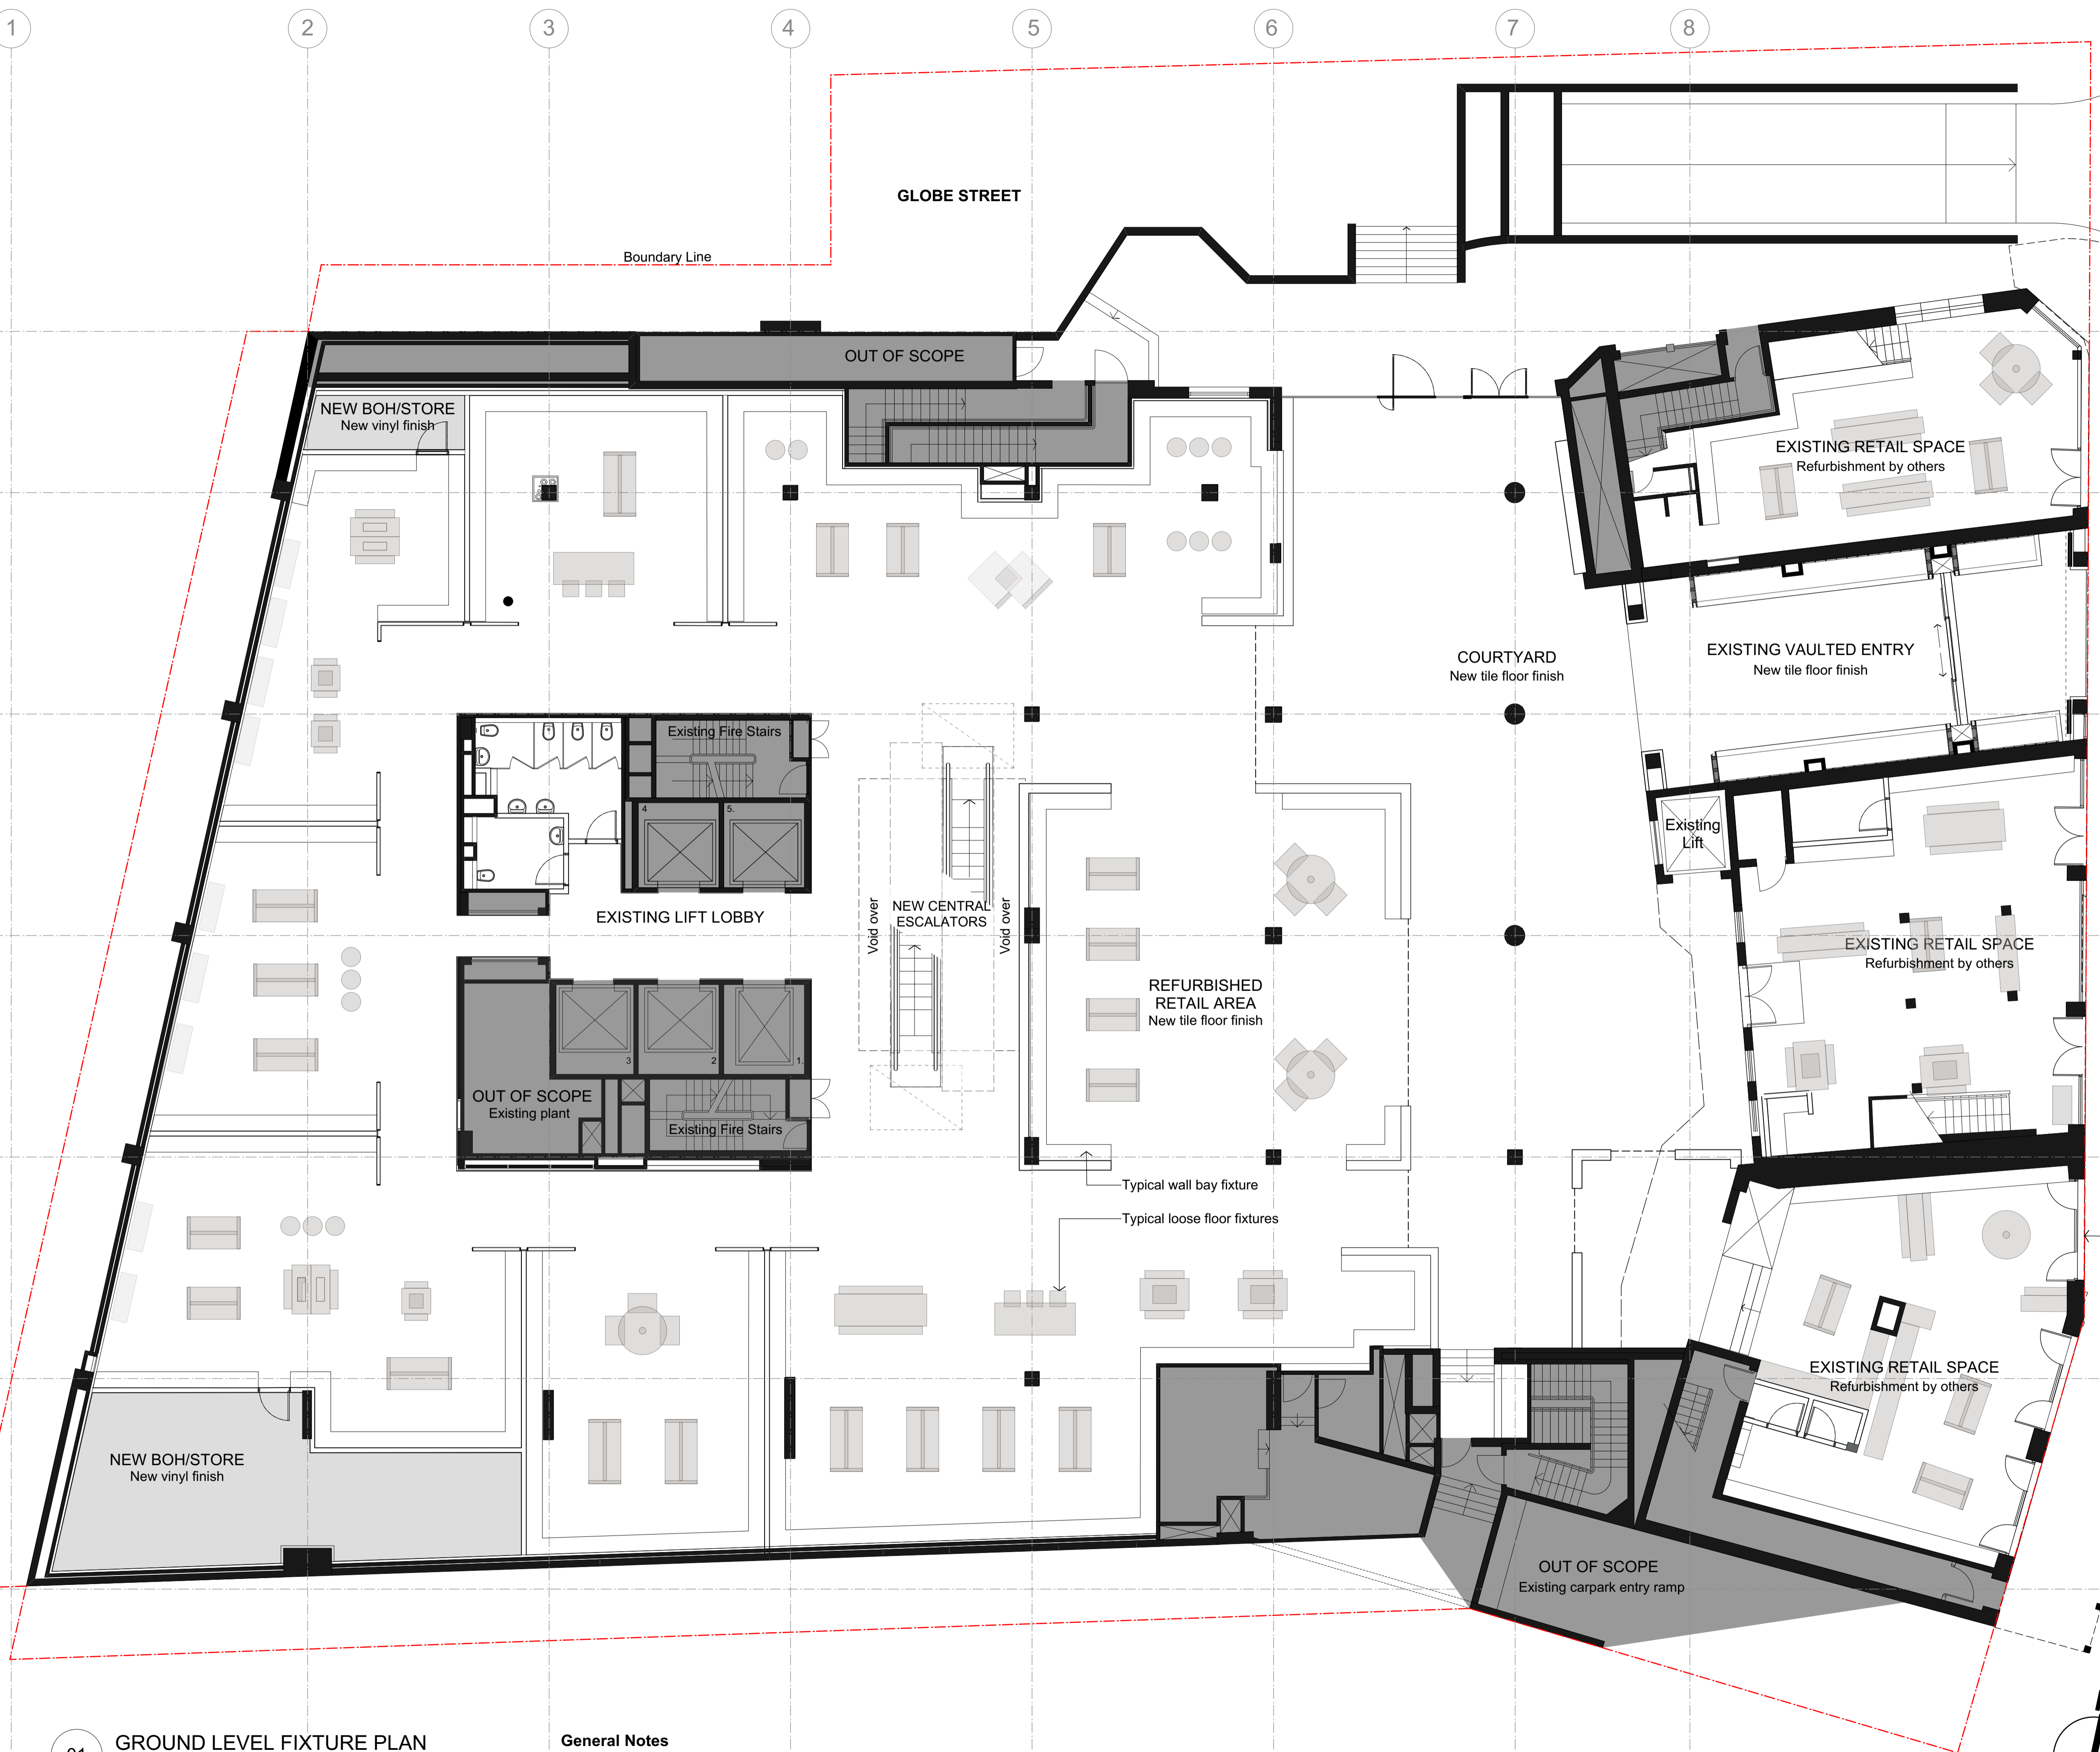 1
2
3
4
5
6
7
8
GLOBE STREET
Boundary Line
OUT OF SCOPE
NEW BOH/STORE
New vinyl finish
EXISTING RETAIL SPACE
Refurbishment by others
COURTYARD
New tile floor finish
EXISTING VAULTED ENTRY
New tile floor finish
Existing Fire Stairs
4
5.
Existing
Lift
EXISTING LIFT LOBBY
Void over
NEW CENTRAL
ESCALATORS
Void over
EXISTING RETAIL SPACE
Refurbishment by others
REFURBISHED
RETAIL AREA
New tile floor finish
3
2
1.
OUT OF SCOPE
Existing plant
Existing Fire Stairs
Typical wall bay fixture
Typical loose floor fixtures
EXISTING RETAIL SPACE
Refurbishment by others
NEW BOH/STORE
New vinyl finish
OUT OF SCOPE
Existing carpark entry ramp
GROUND LEVEL FIXTURE PLAN
General Notes